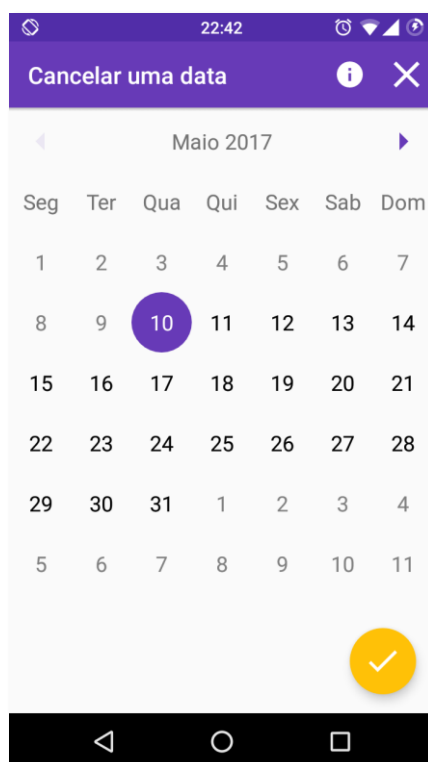 22:42
Cancelar uma data
Maio 2017
Seg Ter Qua Qui Sex Sab Dom
1 2 3 4 5 6 7
8 9 10 11 12 13 14
15 16 17 18 19 20 21
22 23 24 25 26 27 28
29 30 31 1 2 3 4
5 6 7 8 9 10 11